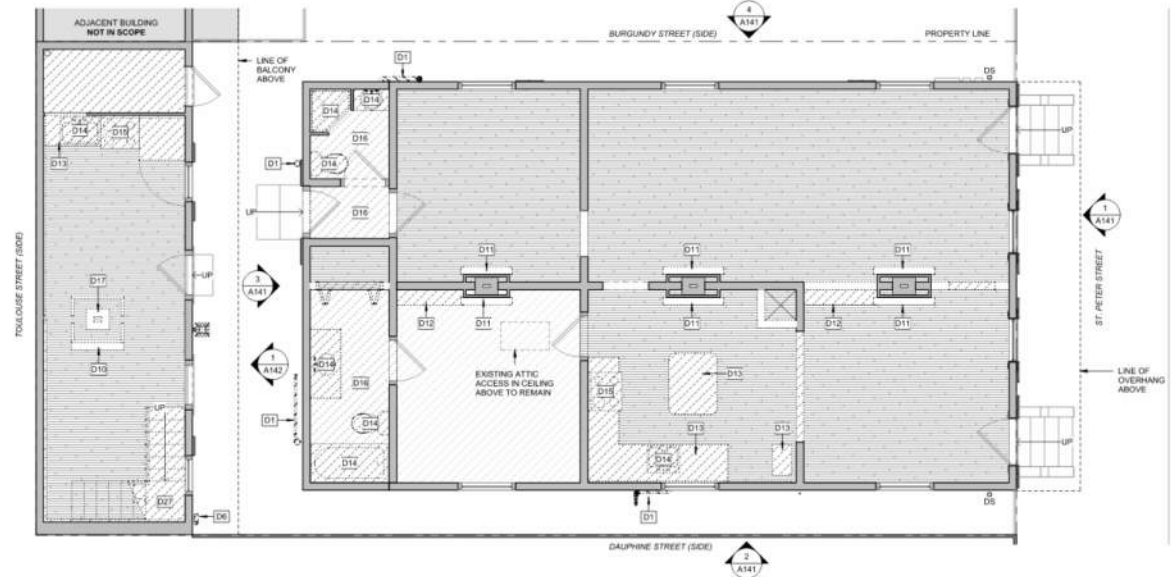 ADJACENT BUILDING
NOT IN SCOPE
4
A141
BURGUNDY STREET (SIDE)
PROPERTY LINE
LINE OF
BALCONY
ABOVE
D1
DS
D14
D14
D14
D15
D16
UP
D13
D1
D14
D16
UP
1
A141
TOULOUSE STREET (SIDE)
UP
3
A141
D11
D11
D11
ST. PETER STREET
D17
D12
D11
D11
D12
D11
D10
1
A142
D14
D16
EXISTING ATTIC
ACCESS IN CEILING
ABOVE TO REMAIN
D13
D15
LINE OF
OVERHANG
ABOVE
UP
D1
D14
D13
D13
UP
D14
D14
D27
D6
D1
DS
DAUPHINE STREET (SIDE)
2
A141